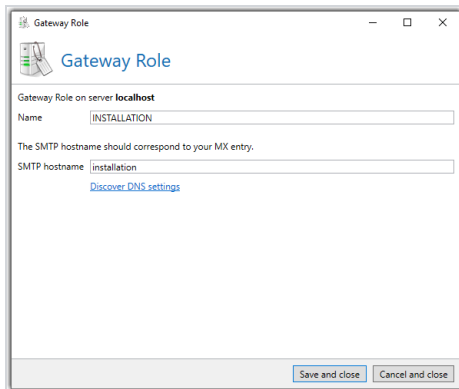 Gateway Role
Gateway Role
Gateway Role on server localhost
Name INSTALLATION
The SMTP hostname should correspond to your MX entry.
SMTP hostname installation
Discover DNS settings
Save and close Cancel and close